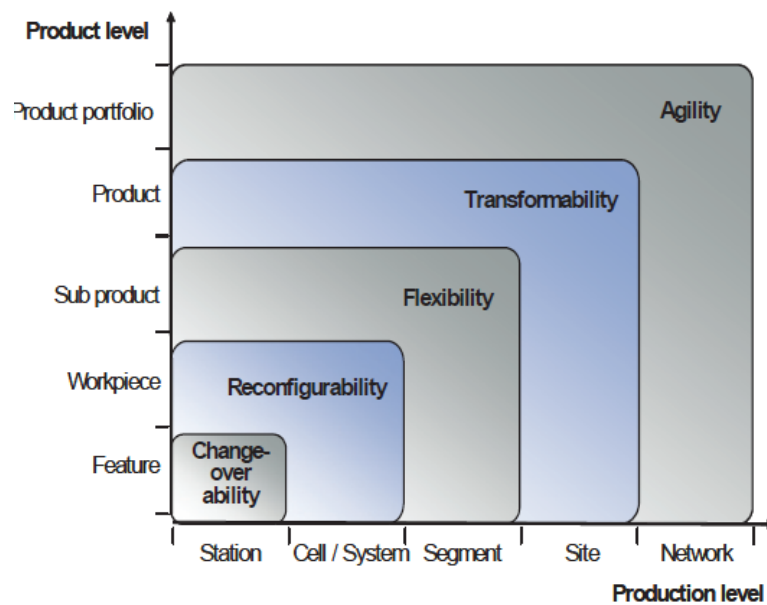 Product level
Product portfolio
Agility
Product
Transformability
Sub product
Flexibility
Workpiece
Reconfigurability
Feature
Change-
over
ability
Station
Cell / System
Segment
Site
Network
Production level